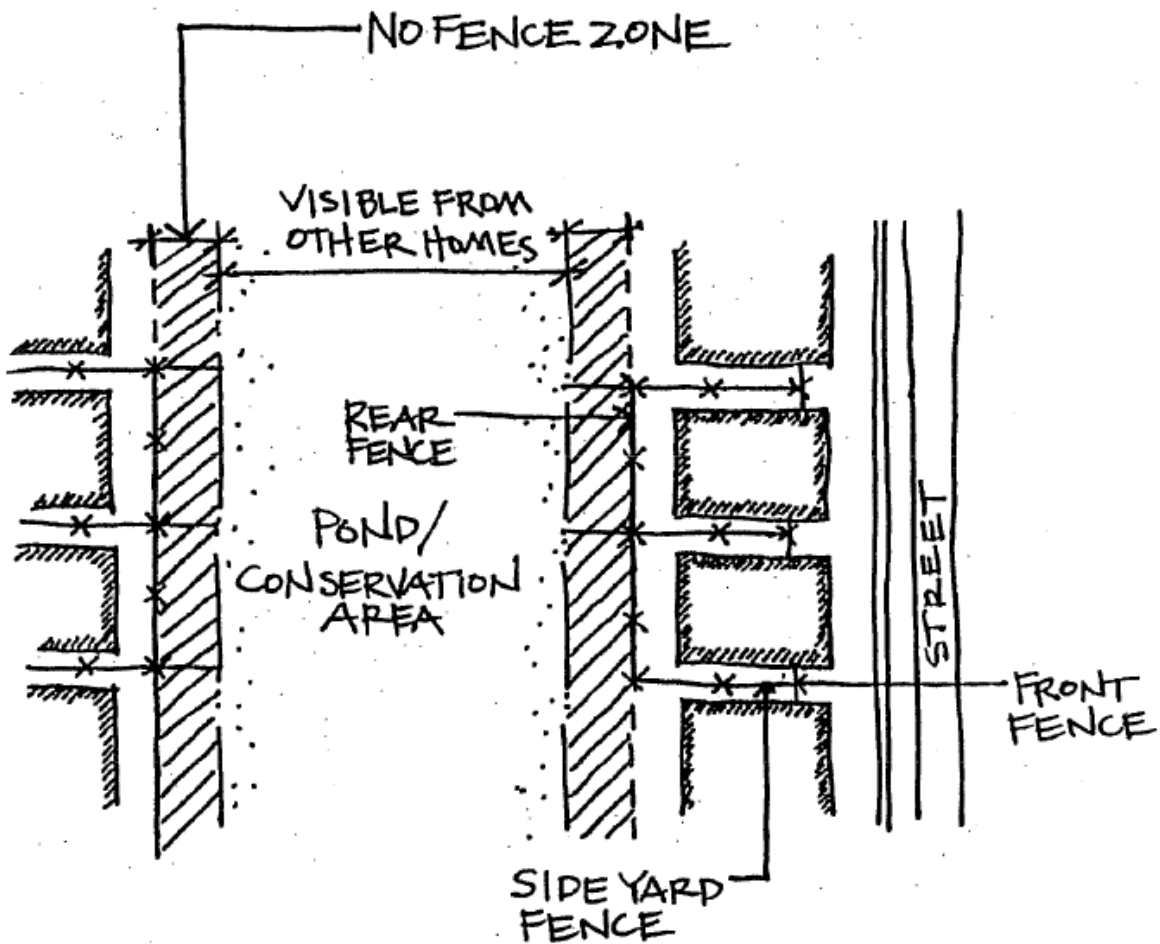 NO FENCE ZONE
VISIBLE FROM
OTHER HOMES
REAR
FENCE
POND/
CONSERVATION
AREA
STREET
FRONT
FENCE
SIDE YARD
FENCE